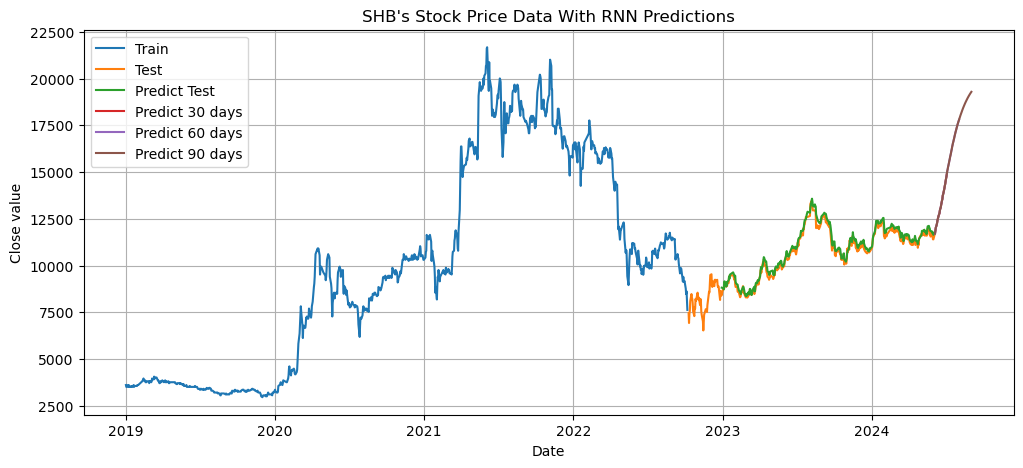 SHB's Stock Price Data With RNN Predictions
22500
20000
17500
15000
12500
10000
7500
5000
2500
Close value
Train
Test
Predict Test
Predict 30 days
Predict 60 days
Predict 90 days
2019 2020 2021 2022 2023 2024
Date